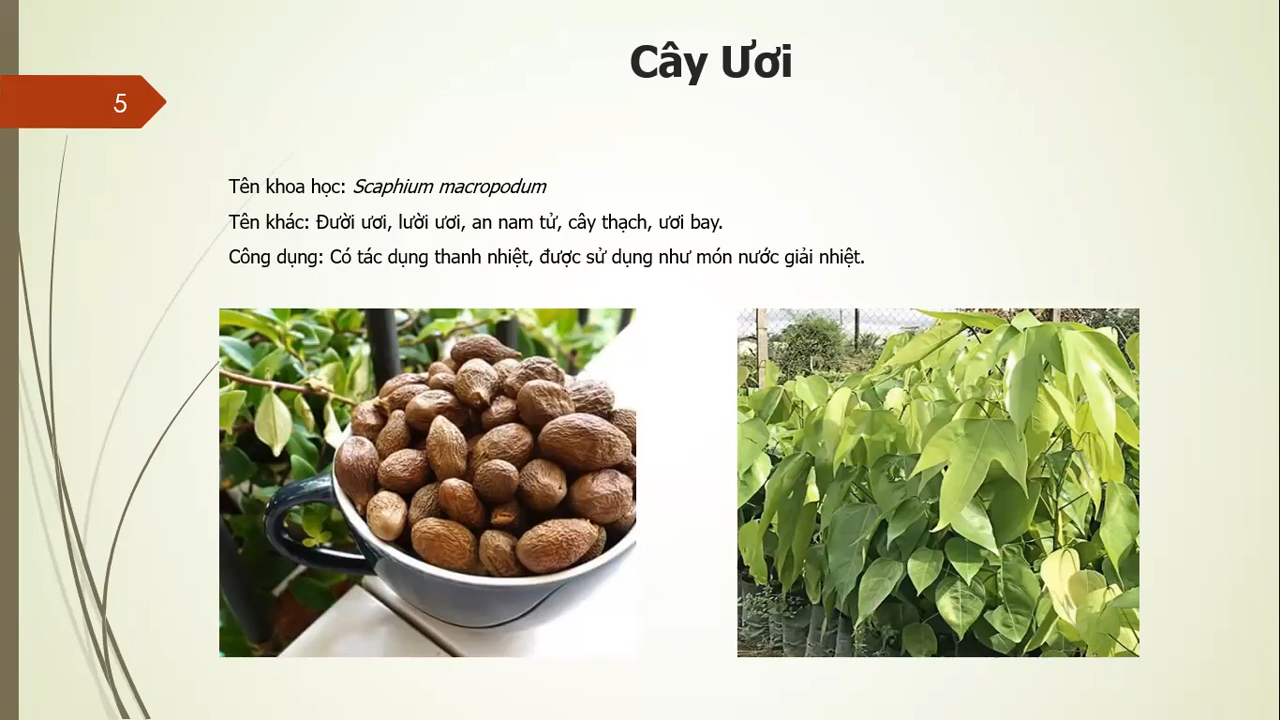 Cây Ươi
5
Tên khoa học: Scaphium macropodum
Tên khác: Đười ươi, lười ươi, an nam tử, cây thạch, ươi bay.
Công dụng: Có tác dụng thanh nhiệt, được sử dụng như món nước giải nhiệt.